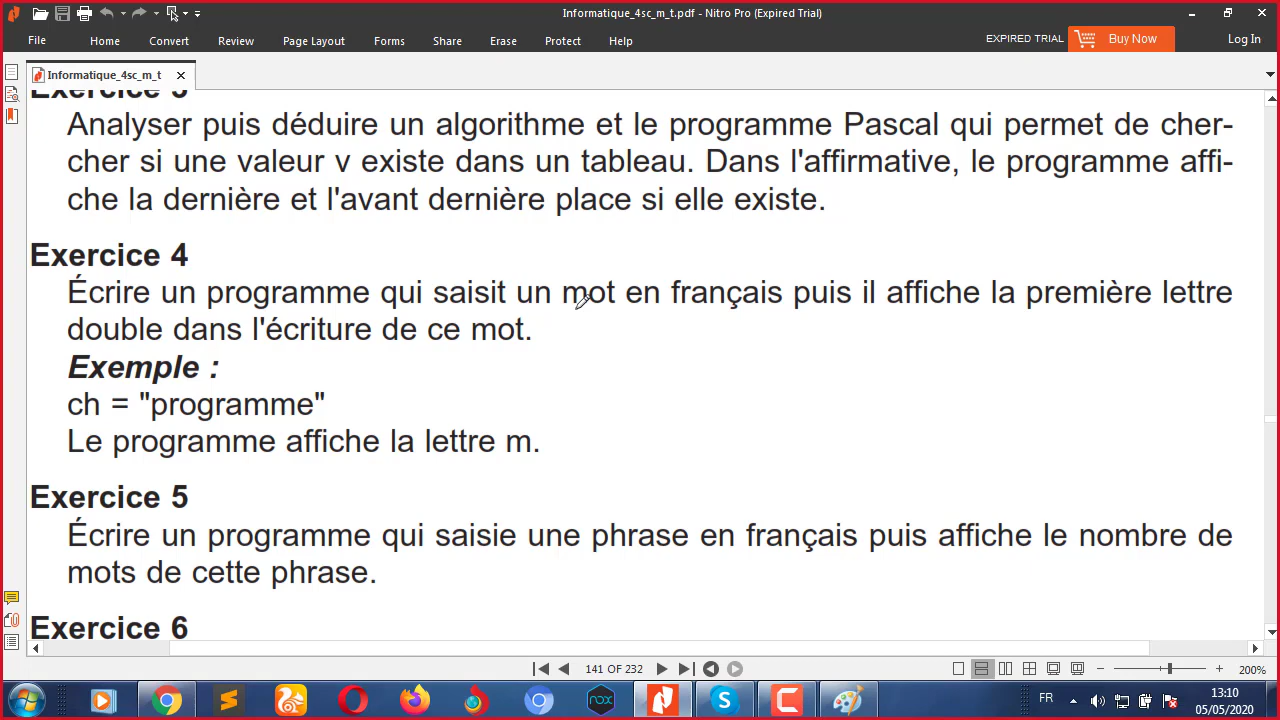 Informatique_4sc_m_t.pdf - Nitro Pro (Expired Trial)
File Home Convert Review Page Layout Forms Share Erase Protect Help EXPIRED TRIAL Buy Now Log In
Informatique_4sc_m_t
Exercice 3
Analyser puis déduire un algorithme et le programme Pascal qui permet de cher-
cher si une valeur v existe dans un tableau. Dans l'affirmative, le programme affi-
che la dernière et l'avant dernière place si elle existe.
Exercice 4
Écrire un programme qui saisit un mot en français puis il affiche la première lettre
double dans l'écriture de ce mot.
Exemple :
ch = "programme"
Le programme affiche la lettre m.
Exercice 5
Écrire un programme qui saisie une phrase en français puis affiche le nombre de
mots de cette phrase.
Exercice 6
141 OF 232 200%
nox FR 13:10
05/05/2020